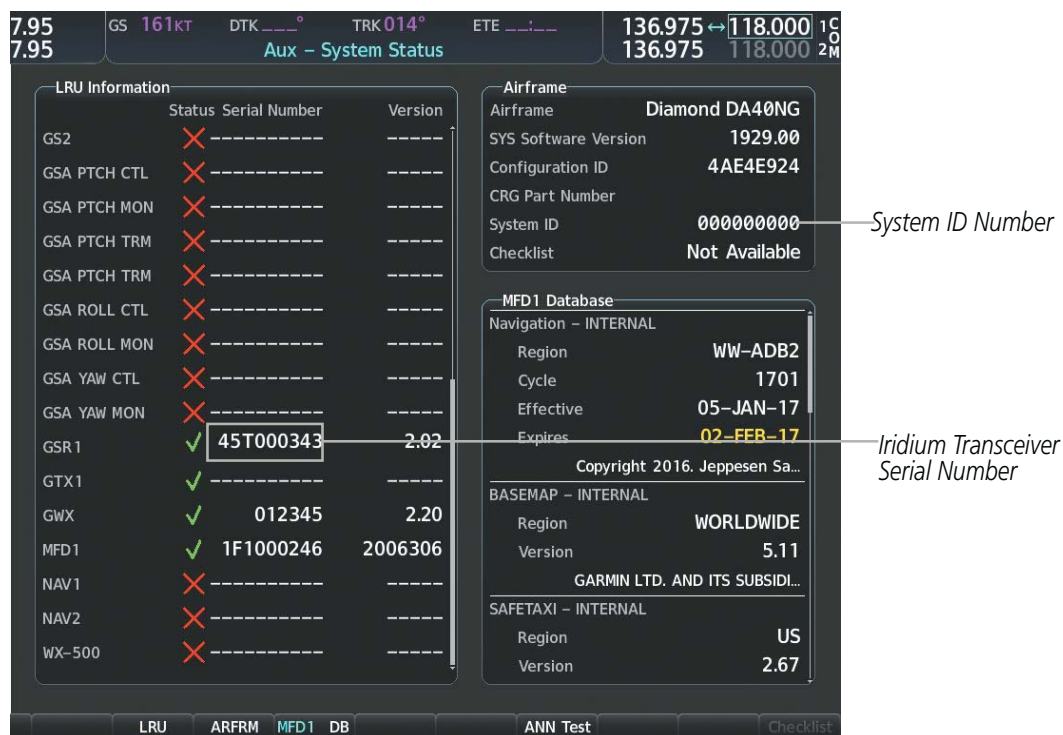 7.95 GS 161KT DTK ___° TRK 014° ETE __:__ 136.975 ↔ 118.000 1 COM
7.95 Aux – System Status 136.975 118.000 2
LRU Information
Status Serial Number Version
GS2 ---------- -----
GSA PTCH CTL ---------- -----
GSA PTCH MON ---------- -----
GSA PTCH TRM ---------- -----
GSA PTCH TRM ---------- -----
GSA ROLL CTL ---------- -----
GSA ROLL MON ---------- -----
GSA YAW CTL ---------- -----
GSA YAW MON ---------- -----
GSR1 ✓ 45T000343 2.02
GTX1 ✓ ---------- -----
GWX ✓ 012345 2.20
MFD1 ✓ 1F1000246 2006306
NAV1 ---------- -----
NAV2 ---------- -----
WX–500 ---------- -----
Airframe
Airframe Diamond DA40NG
SYS Software Version 1929.00
Configuration ID 4AE4E924
CRG Part Number
System ID 000000000
Checklist Not Available
System ID Number
MFD1 Database
Navigation – INTERNAL
Region WW–ADB2
Cycle 1701
Effective 05–JAN–17
Expires 02–FEB–17
Copyright 2016. Jeppesen Sa...
BASEMAP – INTERNAL
Region WORLDWIDE
Version 5.11
GARMIN LTD. AND ITS SUBSIDI...
SAFETAXI – INTERNAL
Region US
Version 2.67
Iridium Transceiver
Serial Number
LRU ARFRM MFD1 DB ANN Test Checklist